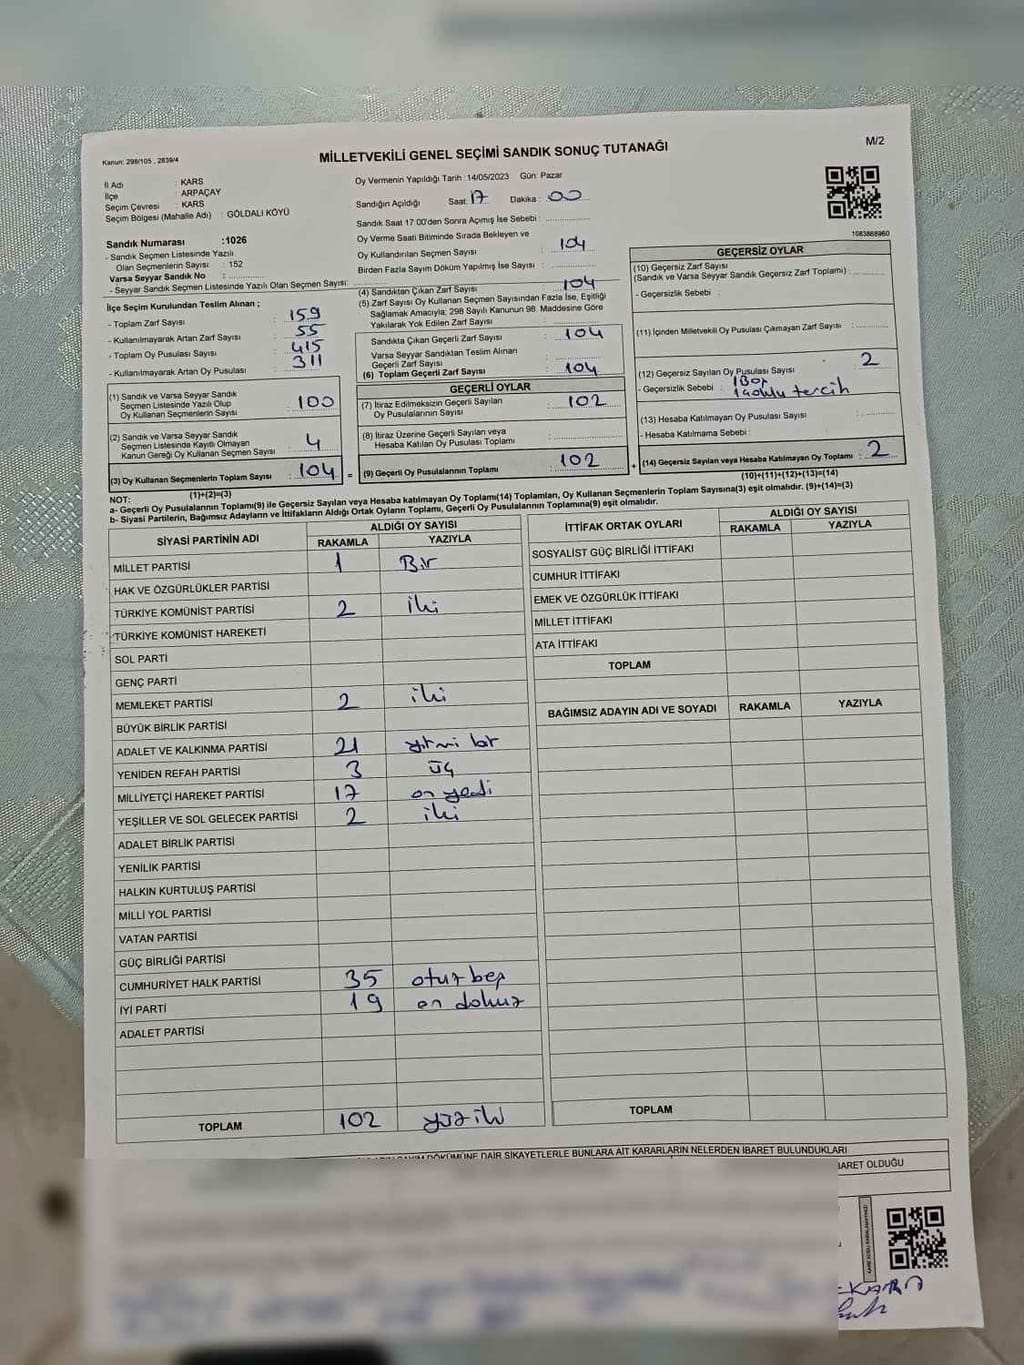 Kanun: 298/105 , 2839/4
MİLLETVEKİLİ GENEL SEÇİMİ SANDIK SONUÇ TUTANAĞI
M/2
İl Adı : KARS
İlçe : ARPAÇAY
Seçim Çevresi : KARS
Seçim Bölgesi (Mahalle Adı) : GÖLDALI KÖYÜ
Sandık Numarası :1026
- Sandık Seçmen Listesinde Yazılı
Olan Seçmenlerin Sayısı : 152
Varsa Seyyar Sandık No :
- Seyyar Sandık Seçmen Listesinde Yazılı Olan Seçmen Sayısı:
Oy Vermenin Yapıldığı Tarih :14/05/2023 Gün: Pazar
Sandığın Açıldığı Saat: 17 Dakika: 00
Sandık Saat 17:00'den Sonra Açımış İse Sebebi :
Oy Verme Saati Bitiminde Sırada Bekleyen ve
Oy Kullandırılan Seçmen Sayısı : 104
Birden Fazla Sayım Döküm Yapılmış İse Sayısı :
1083868960
İlçe Seçim Kurulundan Teslim Alınan ;
- Toplam Zarf Sayısı : 159
- Kullanılmayarak Artan Zarf Sayısı : 55
- Toplam Oy Pusulası Sayısı : 415
- Kullanılmayarak Artan Oy Pusulası : 311
(1) Sandık ve Varsa Seyyar Sandık
Seçmen Listesinde Yazılı Olup
Oy Kullanan Seçmenlerin Sayısı : 100
(2) Sandık ve Varsa Seyyar Sandık
Seçmen Listesinde Kayıtlı Olmayan
Kanun Gereği Oy Kullanan Seçmen Sayısı : 4
(3) Oy Kullanan Seçmenlerin Toplam Sayısı : 104
(1)+(2)=(3)
(4) Sandıktan Çıkan Zarf Sayısı : 104
(5) Zarf Sayısı Oy Kullanan Seçmen Sayısından Fazla İse, Eşitliği
Sağlamak Amacıyla; 298 Sayılı Kanunun 98. Maddesine Göre
Yakılarak Yok Edilen Zarf Sayısı :
Sandıkta Çıkan Geçerli Zarf Sayısı : 104
Varsa Seyyar Sandıktan Teslim Alınan
Geçerli Zarf Sayısı :
(6) Toplam Geçerli Zarf Sayısı : 104
GEÇERLİ OYLAR
(7) İtiraz Edilmeksizin Geçerli Sayılan
Oy Pusulalarının Sayısı : 102
(8) İtiraz Üzerine Geçerli Sayılan veya
Hesaba Katılan Oy Pusulası Toplamı :
= (9) Geçerli Oy Pusulalarının Toplamı : 102
GEÇERSİZ OYLAR
(10) Geçersiz Zarf Sayısı
(Sandık ve Varsa Seyyar Sandık Geçersiz Zarf Toplamı) :
- Geçersizlik Sebebi :
(11) İçinden Milletvekili Oy Pusulası Çıkmayan Zarf Sayısı :
(12) Geçersiz Sayılan Oy Pusulası Sayısı : 2
- Geçersizlik Sebebi : 1 Boş
tercih
(13) Hesaba Katılmayan Oy Pusulası Sayısı :
- Hesaba Katılmama Sebebi :
+ (14) Geçersiz Sayılan veya Hesaba Katılmayan Oy Toplamı : 2
(10)+(11)+(12)+(13)=(14)
NOT:
a- Geçerli Oy Pusulalarının Toplamı(9) ile Geçersiz Sayılan veya Hesaba katılmayan Oy Toplamı(14) Toplamları, Oy Kullanan Seçmenlerin Toplam Sayısına(3) eşit olmalıdır. (9)+(14)=(3)
b- Siyasi Partilerin, Bağımsız Adayların ve İttifakların Aldığı Ortak Oyların Toplamı, Geçerli Oy Pusulalarının Toplamına(9) eşit olmalıdır.
SİYASİ PARTİNİN ADI ALDIĞI OY SAYISI
RAKAMLA YAZIYLA
MİLLET PARTİSİ 1 Bir
HAK VE ÖZGÜRLÜKLER PARTİSİ
TÜRKİYE KOMÜNİST PARTİSİ 2 iki
TÜRKİYE KOMÜNİST HAREKETİ
SOL PARTİ
GENÇ PARTİ
MEMLEKET PARTİSİ 2 iki
BÜYÜK BİRLİK PARTİSİ
ADALET VE KALKINMA PARTİSİ 21 yirmi bir
YENİDEN REFAH PARTİSİ 3 üç
MİLLİYETÇİ HAREKET PARTİSİ 17 on yedi
YEŞİLLER VE SOL GELECEK PARTİSİ 2 iki
ADALET BİRLİK PARTİSİ
YENİLİK PARTİSİ
HALKIN KURTULUŞ PARTİSİ
MİLLİ YOL PARTİSİ
VATAN PARTİSİ
GÜÇ BİRLİĞİ PARTİSİ
CUMHURİYET HALK PARTİSİ 35 otuz beş
İYİ PARTİ 19 on dokuz
ADALET PARTİSİ
TOPLAM 102 yüz iki
İTTİFAK ORTAK OYLARI ALDIĞI OY SAYISI
RAKAMLA YAZIYLA
SOSYALİST GÜÇ BİRLİĞİ İTTİFAKI
CUMHUR İTTİFAKI
EMEK VE ÖZGÜRLÜK İTTİFAKI
MİLLET İTTİFAKI
ATA İTTİFAKI
TOPLAM
BAĞIMSIZ ADAYIN ADI VE SOYADI RAKAMLA YAZIYLA
TOPLAM
DÖKÜMÜNE DAİR ŞİKAYETLERLE BUNLARA AİT KARARLARIN NELERDEN İBARET BULUNDUKLARI
OLDUĞU